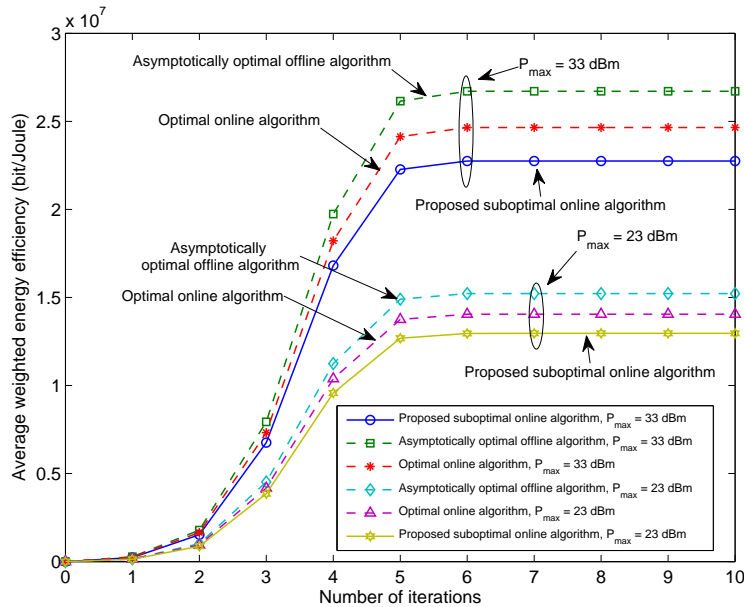 x 10^7
3
2.5
2
1.5
1
0.5
0
0 1 2 3 4 5 6 7 8 9 10
Average weighted energy efficiency (bit/Joule)
Number of iterations
Asymptotically optimal offline algorithm
P_max = 33 dBm
Optimal online algorithm
Proposed suboptimal online algorithm
Asymptotically
optimal offline algorithm
P_max = 23 dBm
Optimal online algorithm
Proposed suboptimal online algorithm
Proposed suboptimal online algorithm, P_max = 33 dBm
Asymptotically optimal offline algorithm, P_max = 33 dBm
Optimal online algorithm, P_max = 33 dBm
Asymptotically optimal offline algorithm, P_max = 23 dBm
Optimal online algorithm, P_max = 23 dBm
Proposed suboptimal online algorithm, P_max = 23 dBm